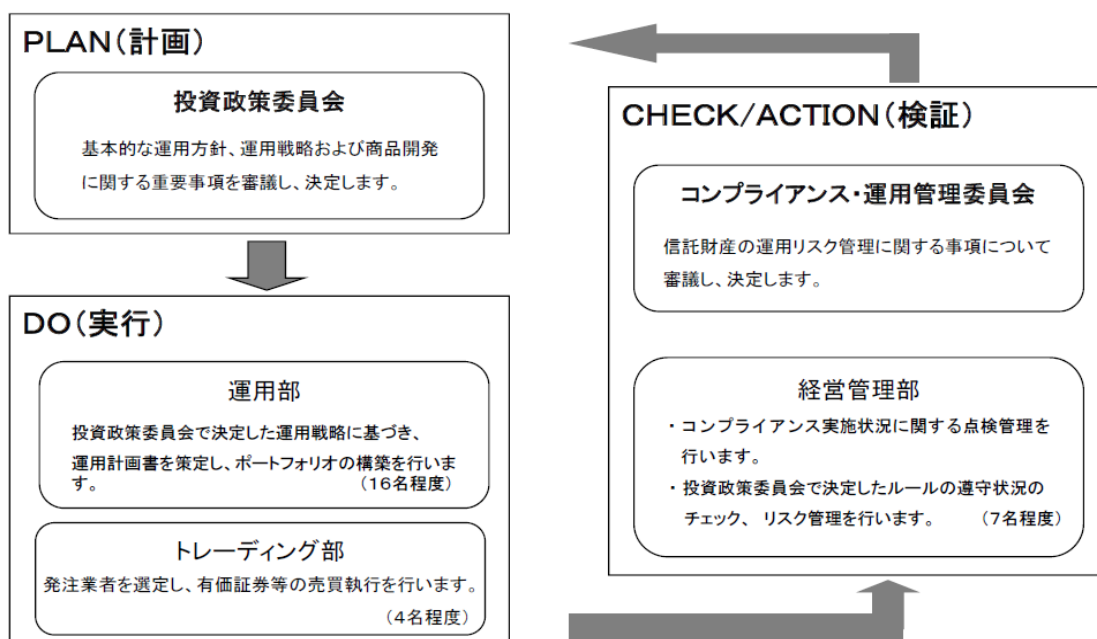 PLAN(計画)
投資政策委員会
基本的な運用方針、運用戦略および商品開発
に関する重要事項を審議し、決定します。
DO(実行)
運用部
投資政策委員会で決定した運用戦略に基づき、
運用計画書を策定し、ポートフォリオの構築を行いま
す。 (16名程度)
トレーディング部
発注業者を選定し、有価証券等の売買執行を行います。
(4名程度)
CHECK/ACTION(検証)
コンプライアンス・運用管理委員会
信託財産の運用リスク管理に関する事項について
審議し、決定します。
経営管理部
・コンプライアンス実施状況に関する点検管理を
行います。
・投資政策委員会で決定したルールの遵守状況の
チェック、 リスク管理を行います。 (7名程度)